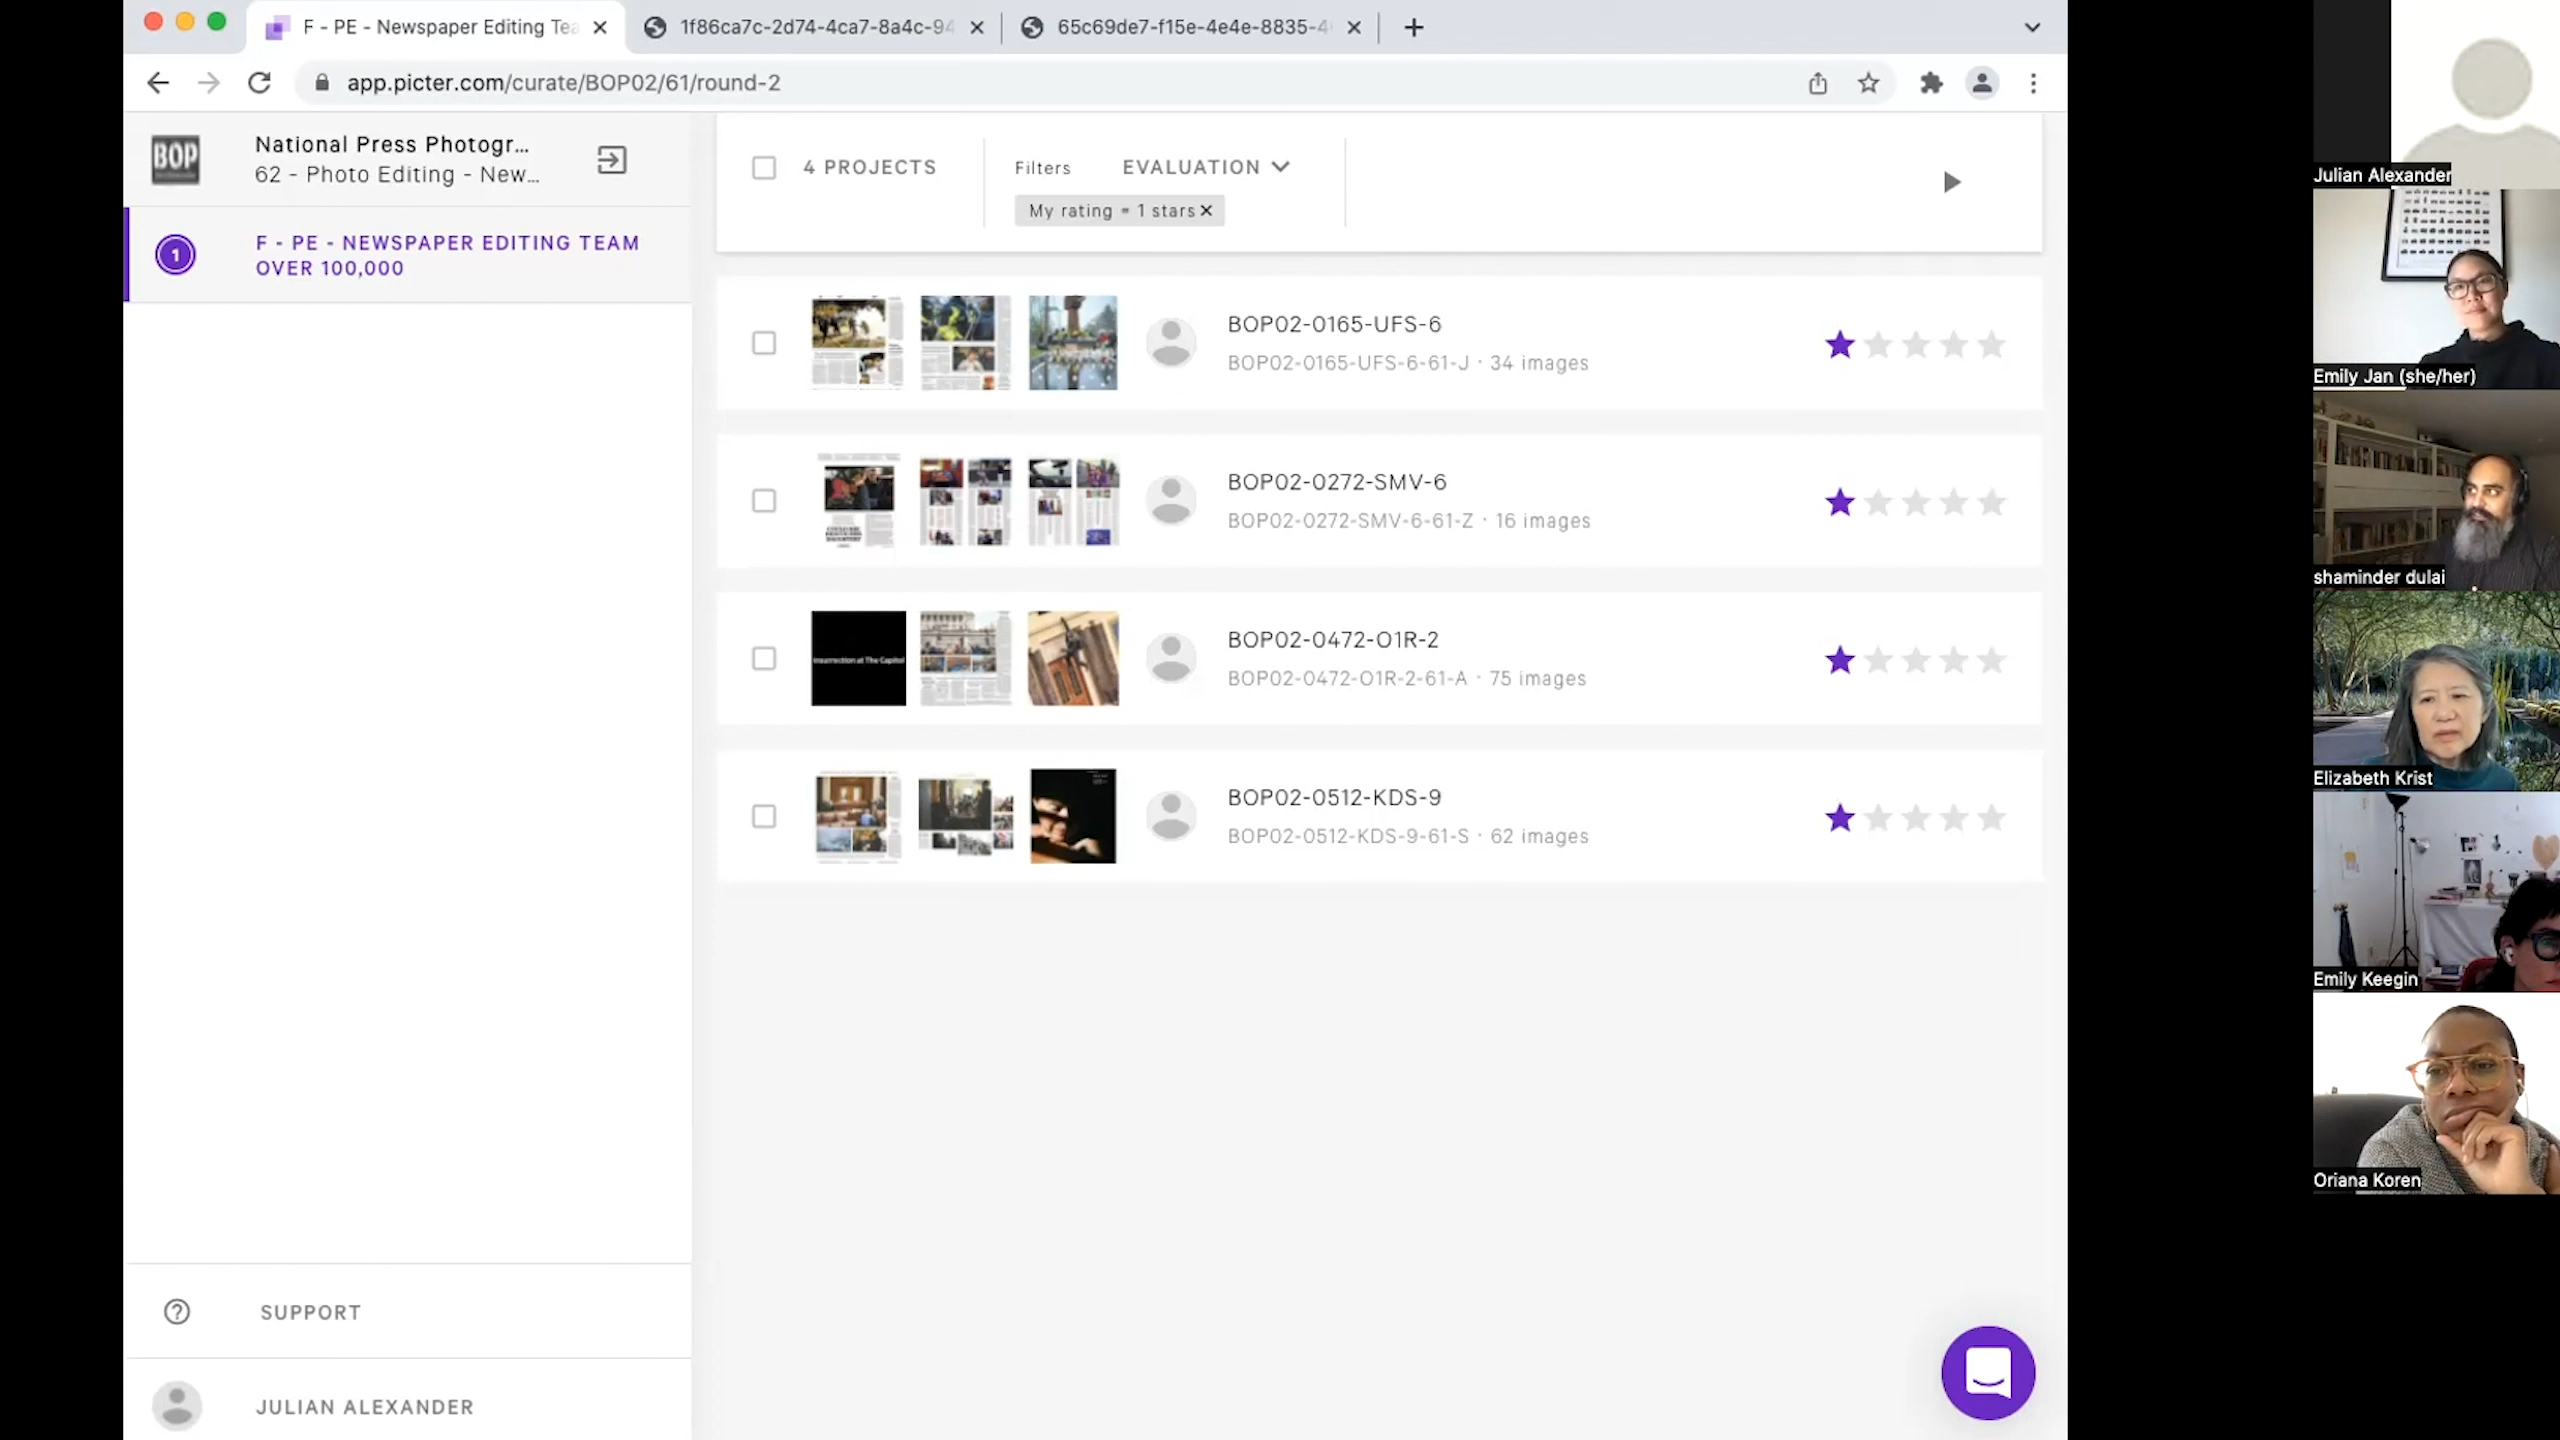 F - PE - Newspaper Editing Tea
1f86ca7c-2d74-4ca7-8a4c-94
65c69de7-f15e-4e4e-8835-4
app.picter.com/curate/BOP02/61/round-2
BOP
National Press Photogr...
62 - Photo Editing - New...
1
F - PE - NEWSPAPER EDITING TEAM
OVER 100,000
4 PROJECTS
Filters
EVALUATION
My rating = 1 stars
BOP02-0165-UFS-6
BOP02-0165-UFS-6-61-J · 34 images
BOP02-0272-SMV-6
BOP02-0272-SMV-6-61-Z · 16 images
Insurrection at The Capitol
BOP02-0472-O1R-2
BOP02-0472-O1R-2-61-A · 75 images
BOP02-0512-KDS-9
BOP02-0512-KDS-9-61-S · 62 images
SUPPORT
JULIAN ALEXANDER
Julian Alexander
Emily Jan (she/her)
shaminder dulai
Elizabeth Krist
Emily Keegin
Oriana Koren